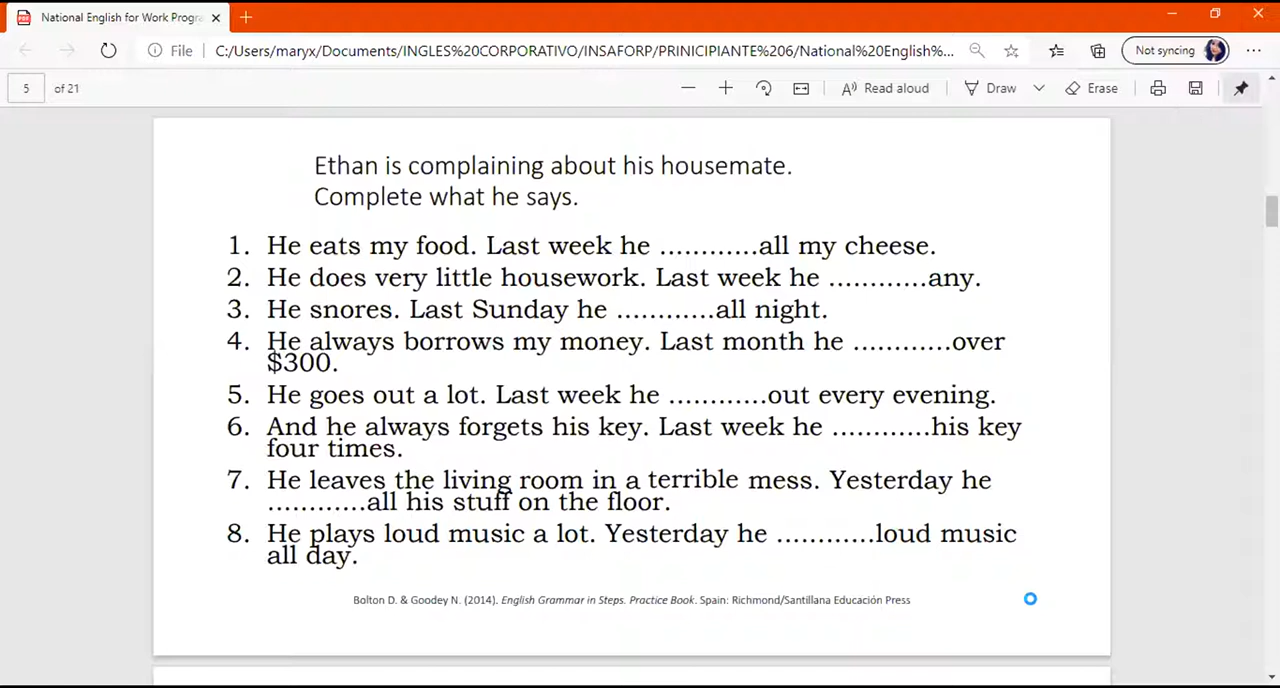 National English for Work Progra
File
C:/Users/maryx/Documents/INGLES%20CORPORATIVO/INSAFORP/PRINICIPIANTE%206/National%20English%...
Not syncing
5 of 21
Read aloud
Draw
Erase
Ethan is complaining about his housemate.
Complete what he says.
1. He eats my food. Last week he ............all my cheese.
2. He does very little housework. Last week he ............any.
3. He snores. Last Sunday he ............all night.
4. He always borrows my money. Last month he ............over
$300.
5. He goes out a lot. Last week he ............out every evening.
6. And he always forgets his key. Last week he ............his key
four times.
7. He leaves the living room in a terrible mess. Yesterday he
............all his stuff on the floor.
8. He plays loud music a lot. Yesterday he ............loud music
all day.
Bolton D. & Goodey N. (2014). English Grammar in Steps. Practice Book. Spain: Richmond/Santillana Educación Press